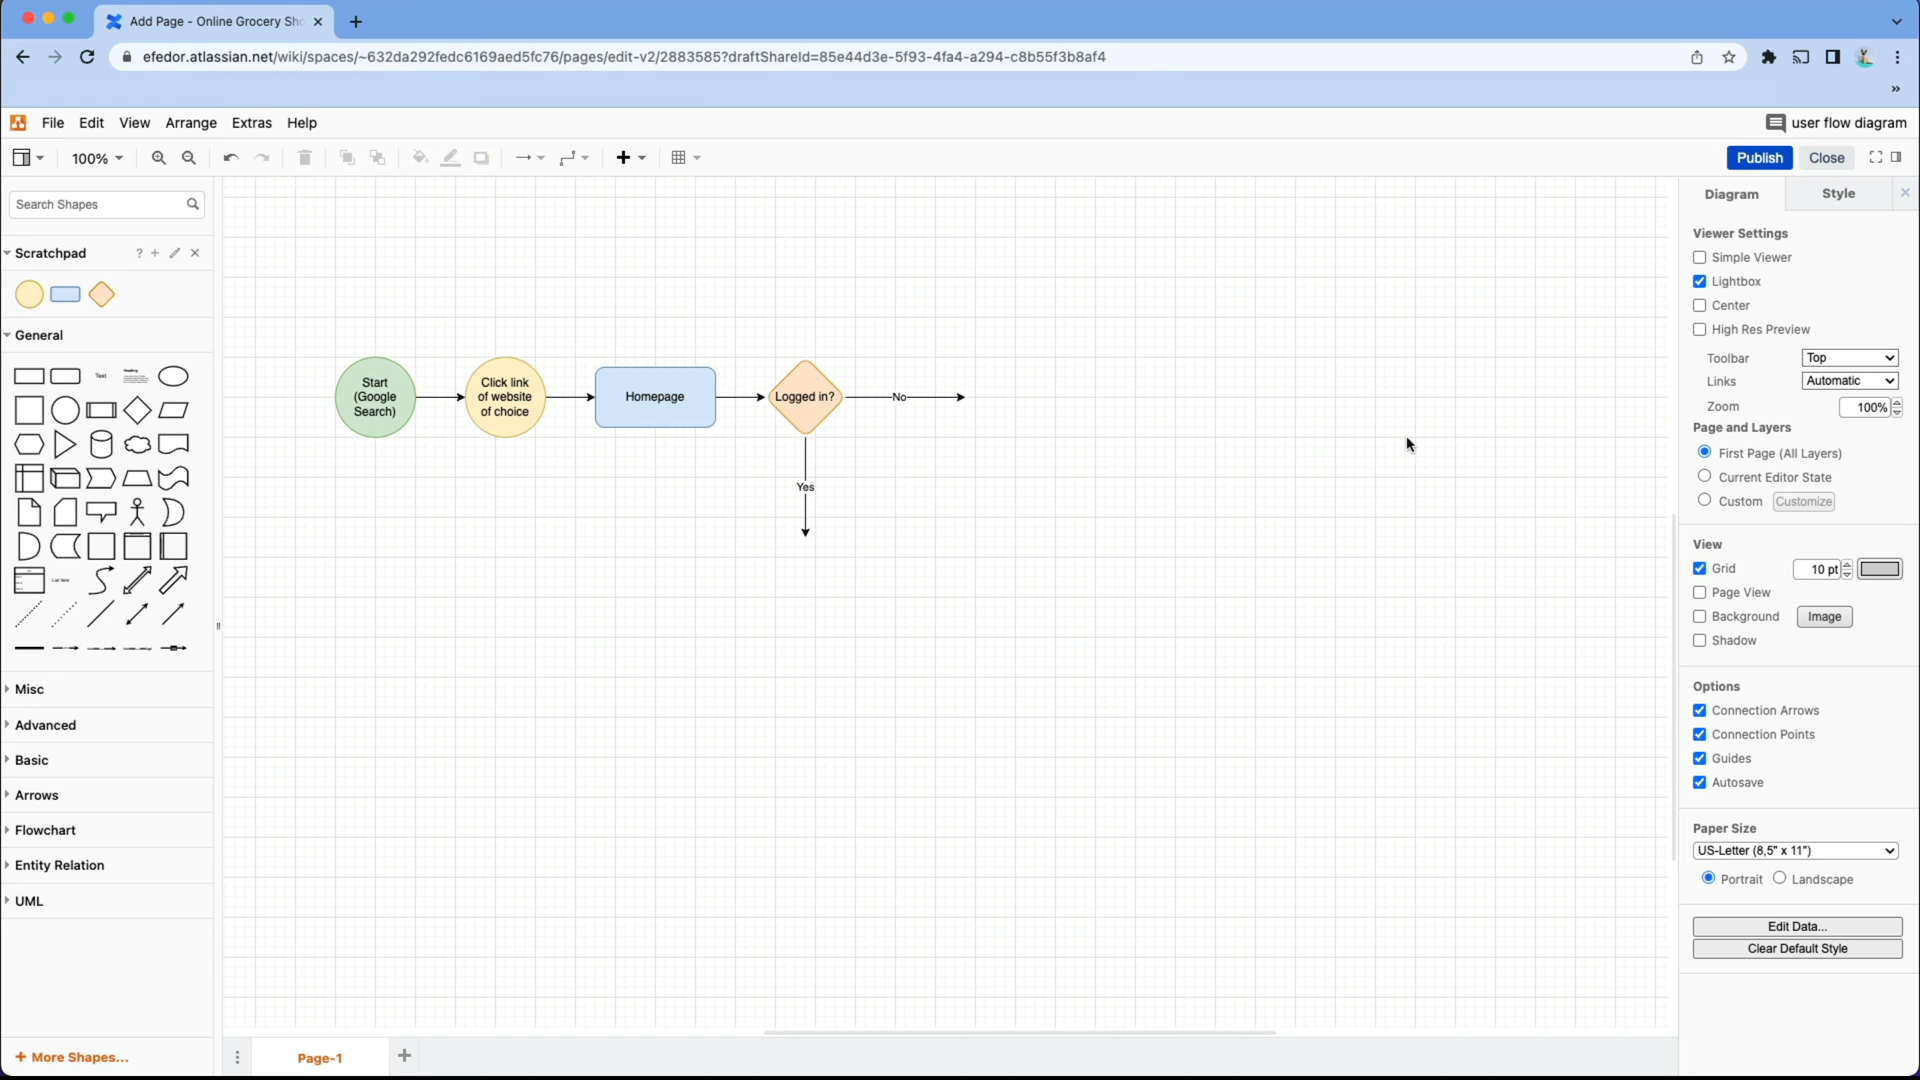 Add Page - Online Grocery Sho
efedor.atlassian.net/wiki/spaces/~632da292fedc6169aed5fc76/pages/edit-v2/2883585?draftShareId=85e44d3e-5f93-4fa4-a294-c8b55f3b8af4
File Edit View Arrange Extras Help
user flow diagram
100%
Publish
Close
Search Shapes
Scratchpad
General
Text
Heading
List Item
Misc
Advanced
Basic
Arrows
Flowchart
Entity Relation
UML
+ More Shapes...
Start
(Google
Search)
Click link
of website
of choice
Homepage
Logged in?
No
Yes
Page-1
Diagram
Style
Viewer Settings
Simple Viewer
Lightbox
Center
High Res Preview
Toolbar Top
Links Automatic
Zoom 100%
Page and Layers
First Page (All Layers)
Current Editor State
Custom Customize
View
Grid 10 pt
Page View
Background Image
Shadow
Options
Connection Arrows
Connection Points
Guides
Autosave
Paper Size
US-Letter (8,5" x 11")
Portrait Landscape
Edit Data...
Clear Default Style